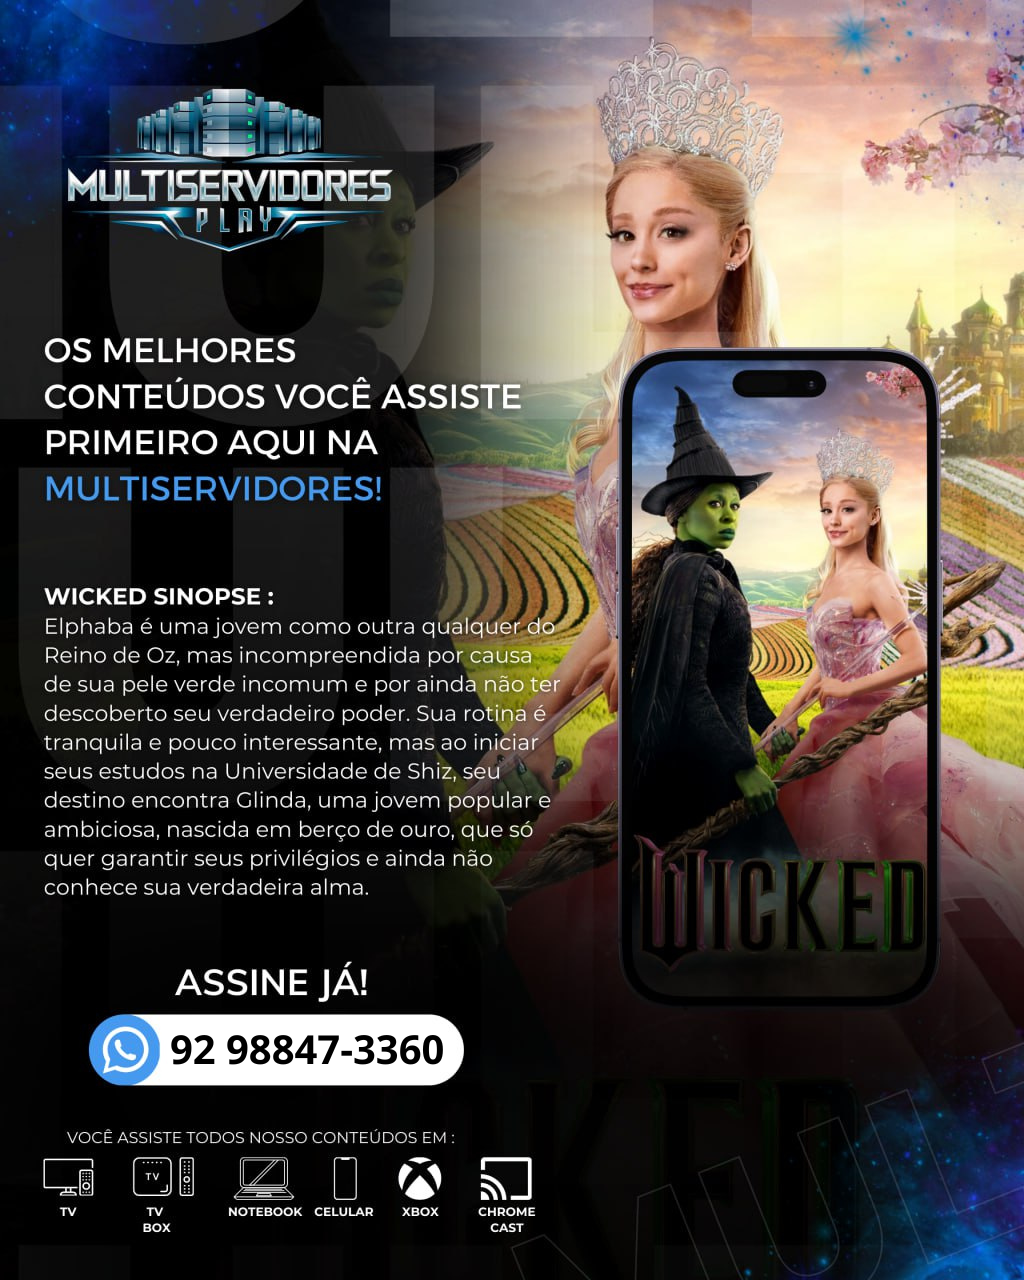 MULTISERVIDORES
PLAY
OS MELHORES
CONTEÚDOS VOCÊ ASSISTE
PRIMEIRO AQUI NA
MULTISERVIDORES!
WICKED SINOPSE :
Elphaba é uma jovem como outra qualquer do
Reino de Oz, mas incompreendida por causa
de sua pele verde incomum e por ainda não ter
descoberto seu verdadeiro poder. Sua rotina é
tranquila e pouco interessante, mas ao iniciar
seus estudos na Universidade de Shiz, seu
destino encontra Glinda, uma jovem popular e
ambiciosa, nascida em berço de ouro, que só
quer garantir seus privilégios e ainda não
conhece sua verdadeira alma.
WICKED
ASSINE JÁ!
92 98847-3360
VOCÊ ASSISTE TODOS NOSSO CONTEÚDOS EM :
TV
TV
TV
BOX
NOTEBOOK
CELULAR
XBOX
CHROME
CAST